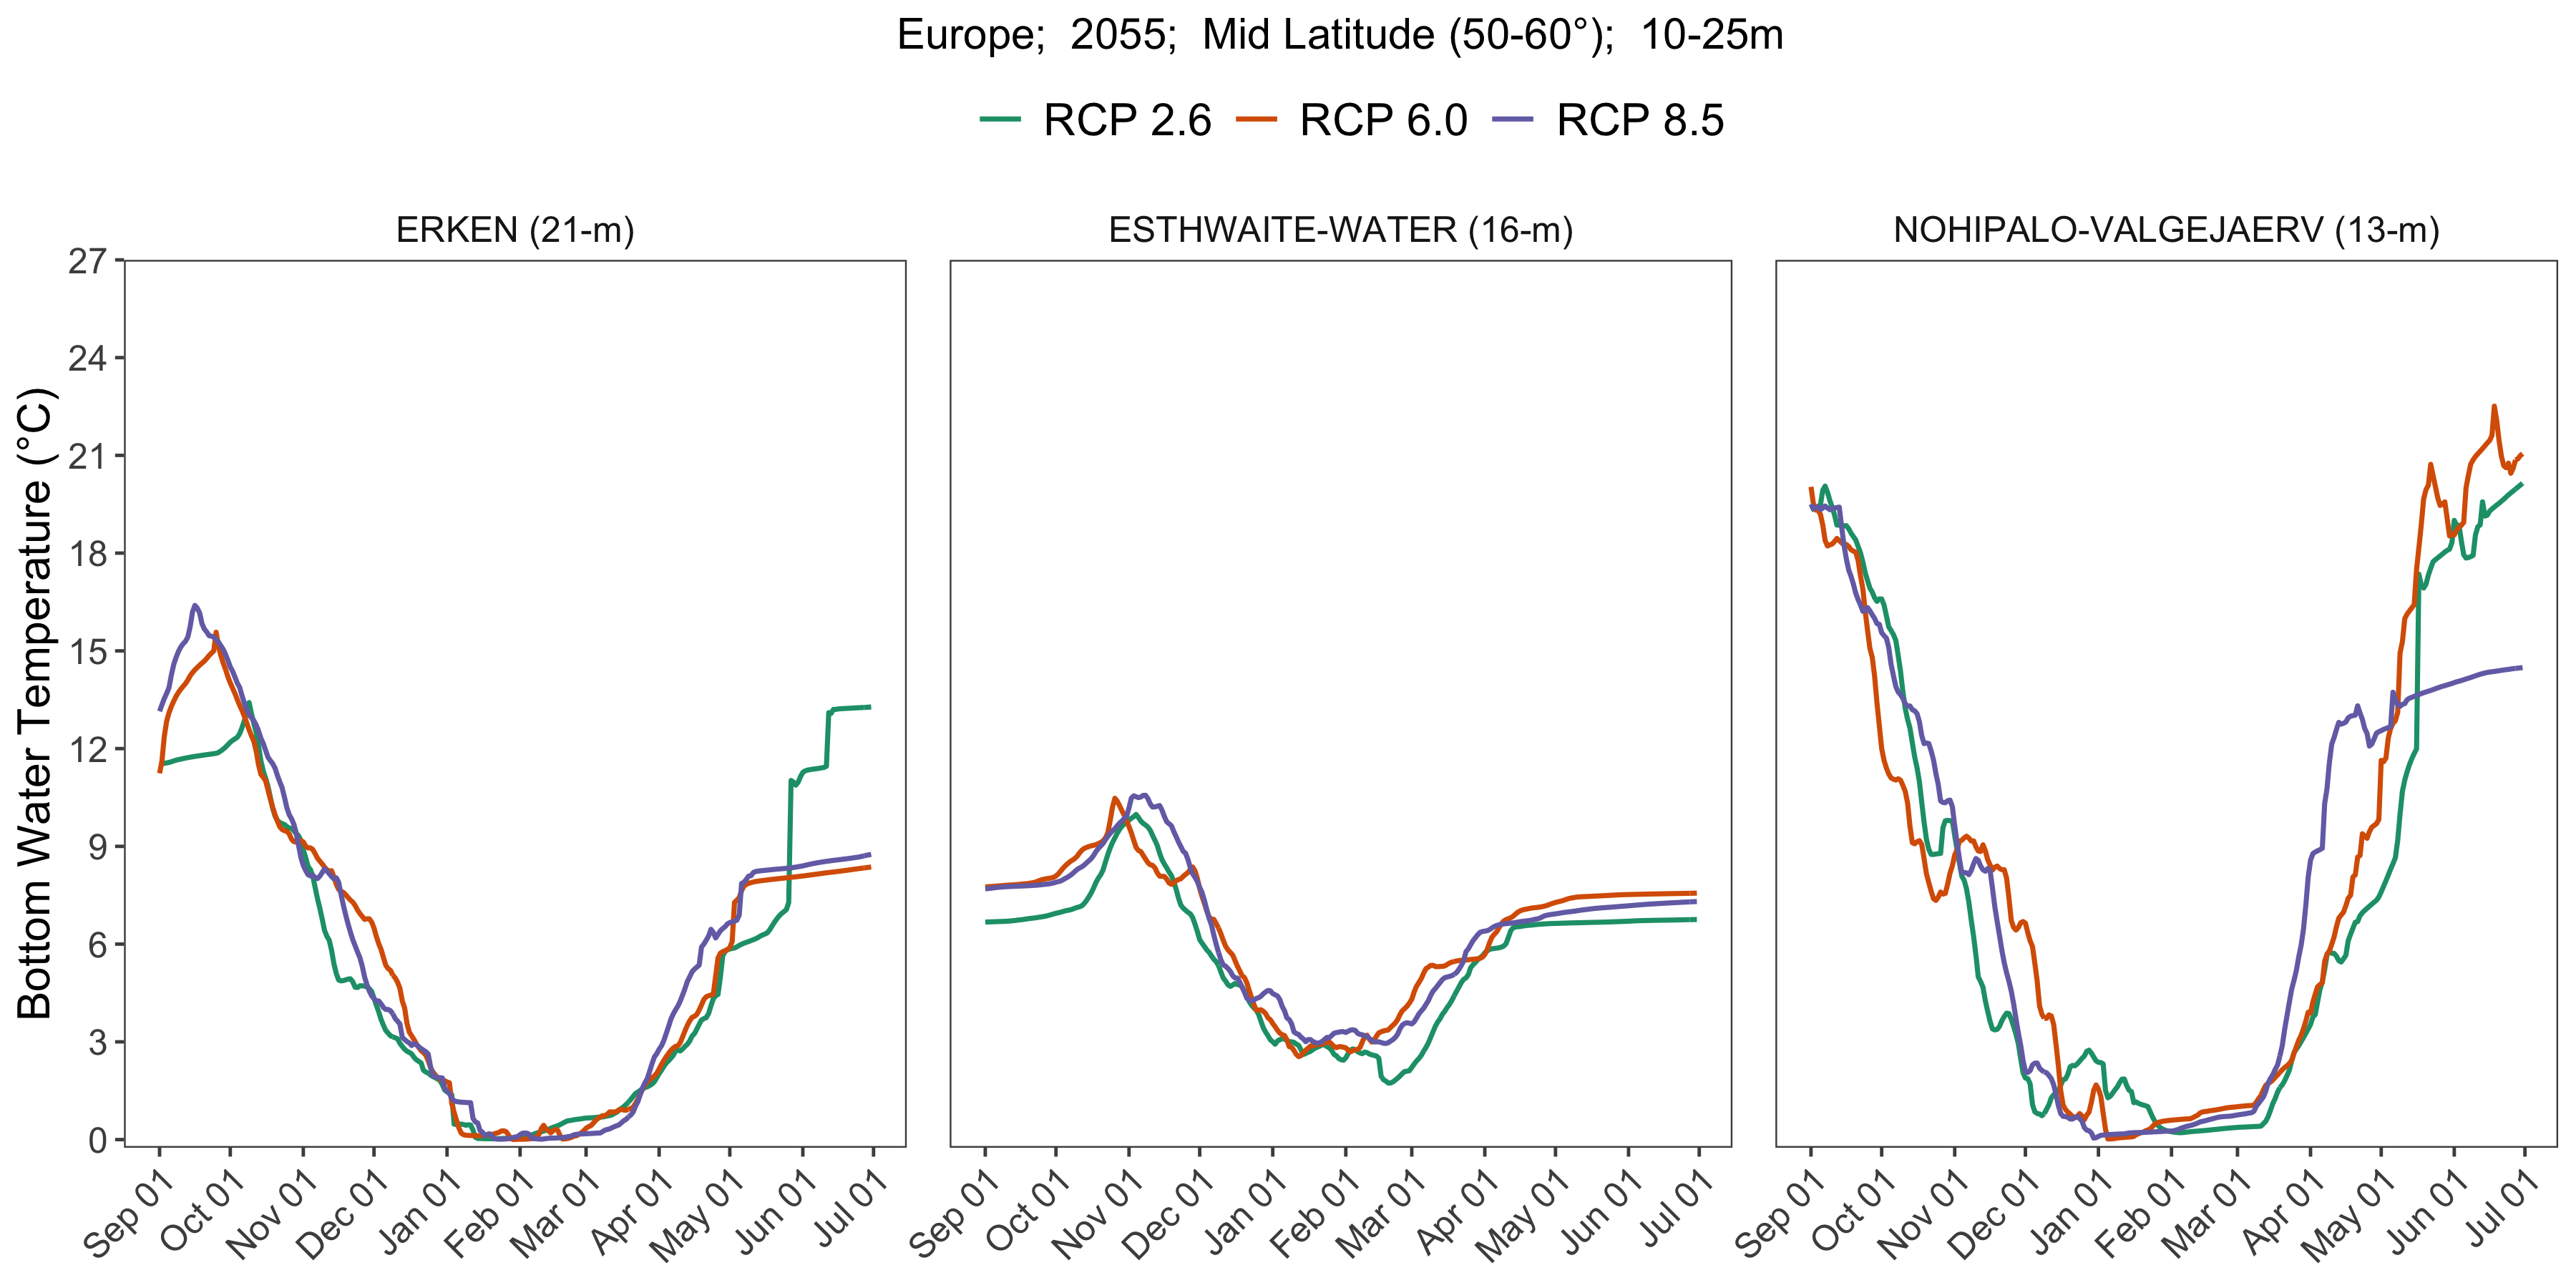 Europe;  2055;  Mid Latitude (50-60°);  10-25m
RCP 2.6 RCP 6.0 RCP 8.5
ERKEN (21-m) ESTHWAITE-WATER (16-m) NOHIPALO-VALGEJAERV (13-m)
Bottom Water Temperature (°C)
27
24
21
18
15
12
9
6
3
0
Sep 01 Oct 01 Nov 01 Dec 01 Jan 01 Feb 01 Mar 01 Apr 01 May 01 Jun 01 Jul 01
Sep 01 Oct 01 Nov 01 Dec 01 Jan 01 Feb 01 Mar 01 Apr 01 May 01 Jun 01 Jul 01
Sep 01 Oct 01 Nov 01 Dec 01 Jan 01 Feb 01 Mar 01 Apr 01 May 01 Jun 01 Jul 01